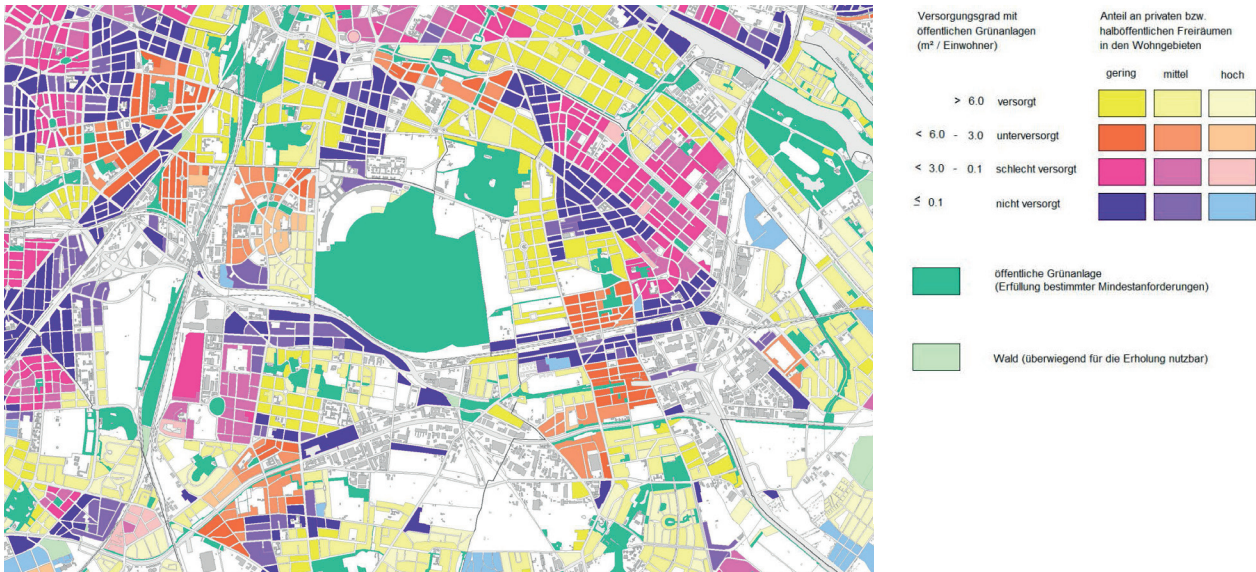 Versorgungsgrad mit
öffentlichen Grünanlagen
(m² / Einwohner)
Anteil an privaten bzw.
halböffentlichen Freiräumen
in den Wohngebieten
gering mittel hoch
> 6.0 versorgt
< 6.0 - 3.0 unterversorgt
< 3.0 - 0.1 schlecht versorgt
≤ 0.1 nicht versorgt
öffentliche Grünanlage
(Erfüllung bestimmter Mindestanforderungen)
Wald (überwiegend für die Erholung nutzbar)